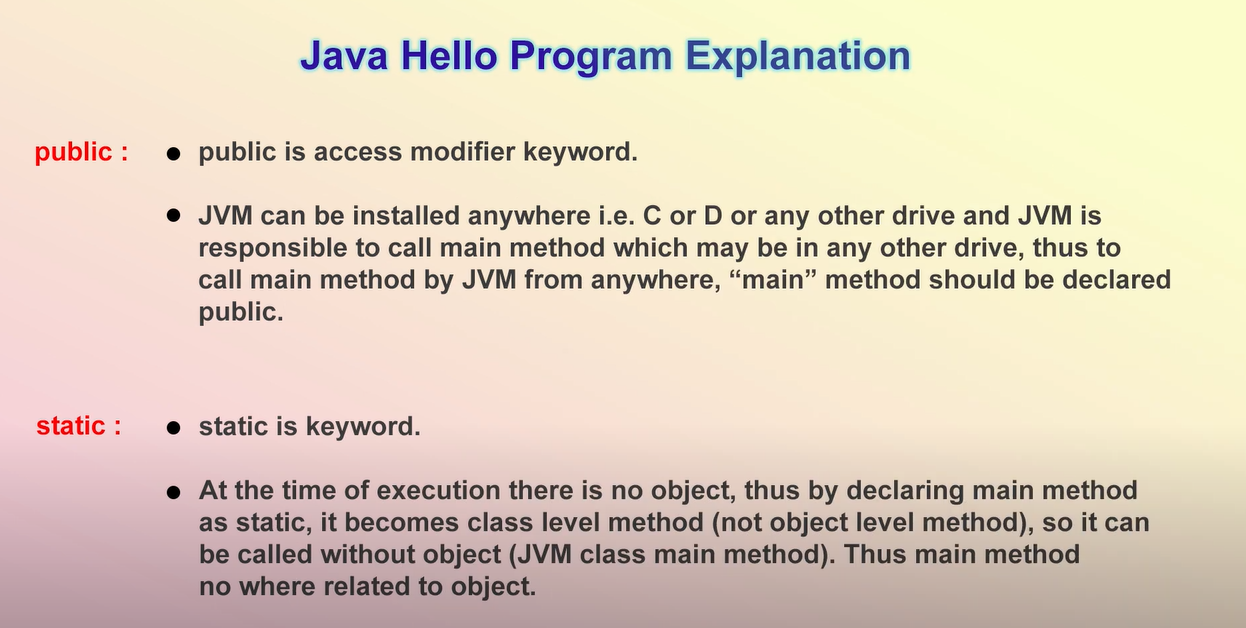 Java Hello Program Explanation
public : ● public is access modifier keyword.
● JVM can be installed anywhere i.e. C or D or any other drive and JVM is
responsible to call main method which may be in any other drive, thus to
call main method by JVM from anywhere, “main” method should be declared
public.
static : ● static is keyword.
● At the time of execution there is no object, thus by declaring main method
as static, it becomes class level method (not object level method), so it can
be called without object (JVM class main method). Thus main method
no where related to object.